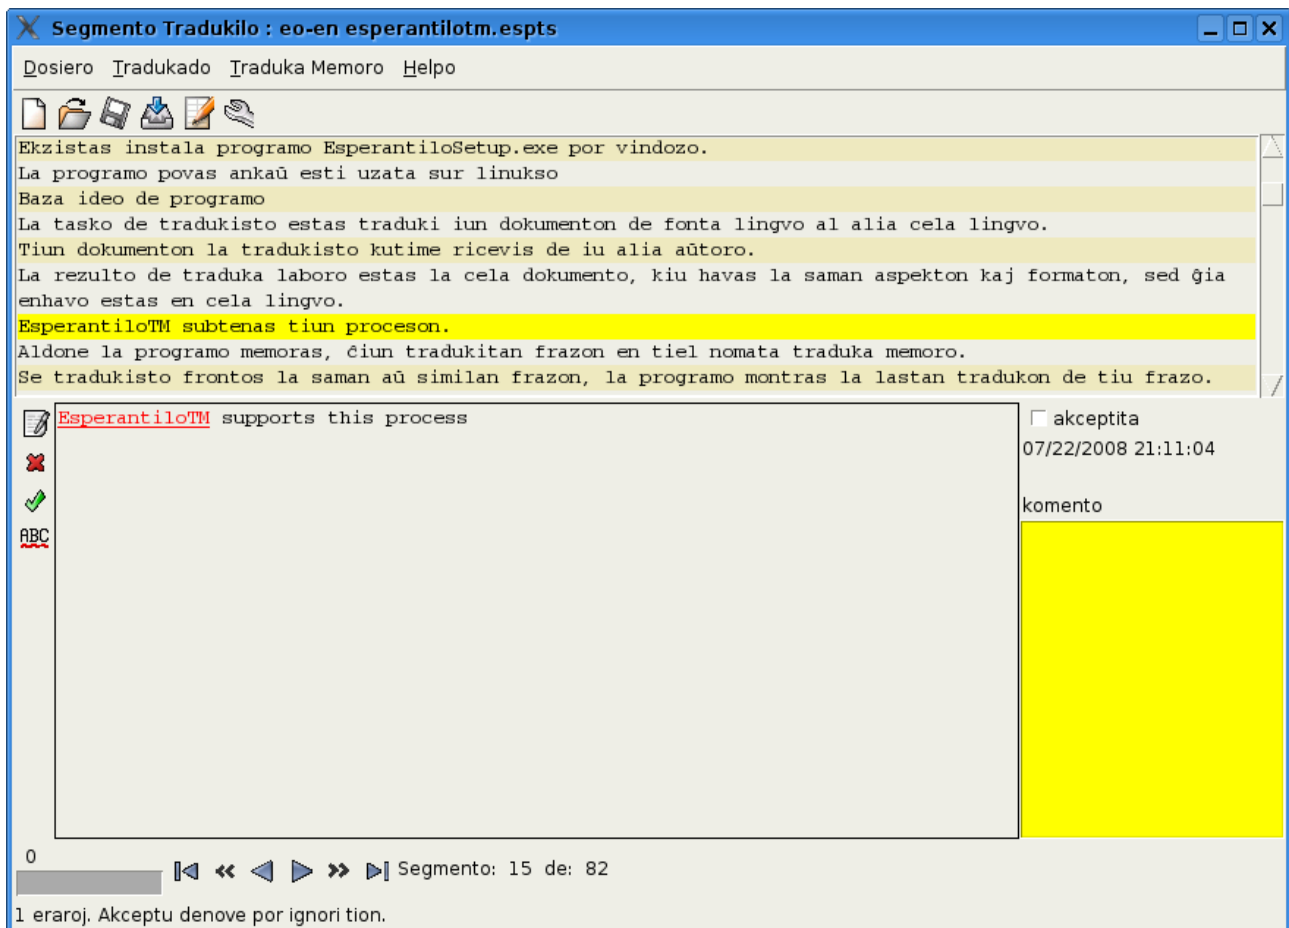 Segmento Tradukilo : eo-en esperantilotm.espts
Dosiero Tradukado Traduka Memoro Helpo
Ekzistas instala programo EsperantiloSetup.exe por vindozo.
La programo povas ankaŭ esti uzata sur linukso
Baza ideo de programo
La tasko de tradukisto estas traduki iun dokumenton de fonta lingvo al alia cela lingvo.
Tiun dokumenton la tradukisto kutime ricevis de iu alia aŭtoro.
La rezulto de traduka laboro estas la cela dokumento, kiu havas la saman aspekton kaj formaton, sed ĝia
enhavo estas en cela lingvo.
EsperantiloTM subtenas tiun proceson.
Aldone la programo memoras, ĉiun tradukitan frazon en tiel nomata traduka memoro.
Se tradukisto frontos la saman aŭ similan frazon, la programo montras la lastan tradukon de tiu frazo.
EsperantiloTM supports this process
akceptita
07/22/2008 21:11:04
komento
ABC
0
Segmento: 15 de: 82
1 eraroj. Akceptu denove por ignori tion.